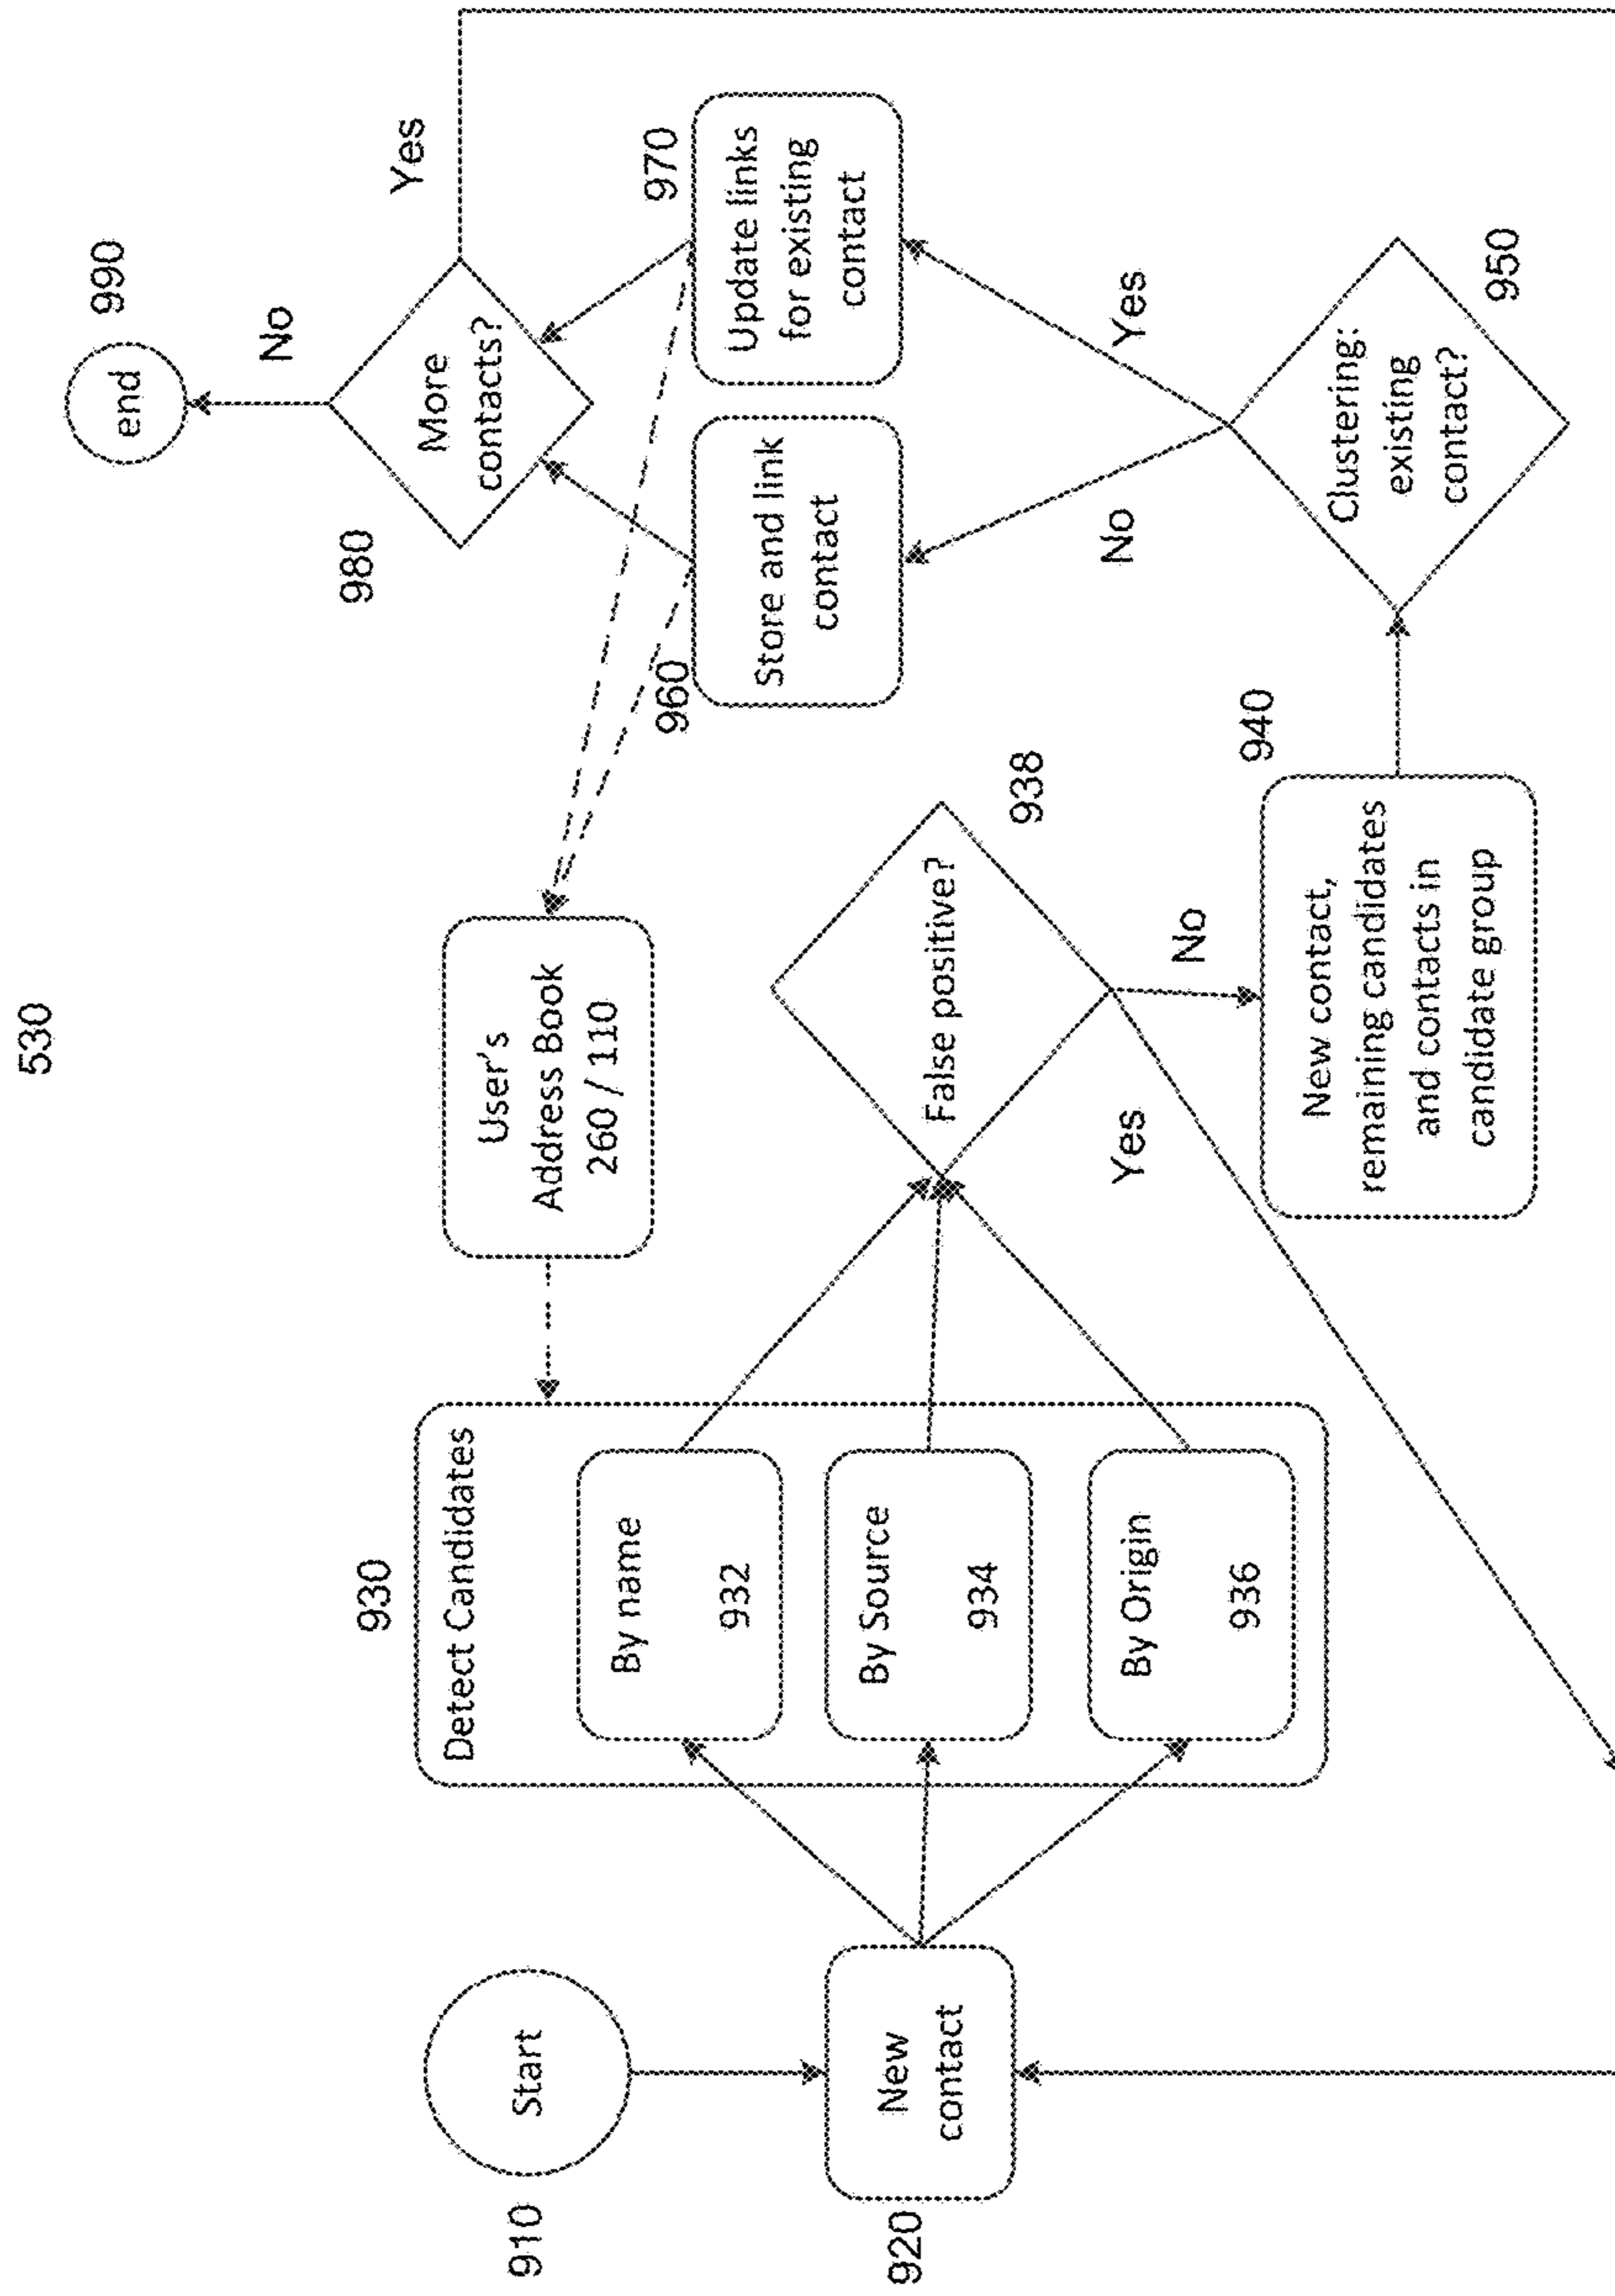 530
910
Start
920
New
contact
930
Detect Candidates
By name
932
By Source
934
By Origin
936
User's
Address Book
260 / 110
False positive?
938
Yes
No
940
New contact,
remaining candidates
and contacts in
candidate group
Clustering:
existing
contact?
950
No
Yes
960
Store and link
contact
970
Update links
for existing
contact
980
More
contacts?
Yes
No
990
end